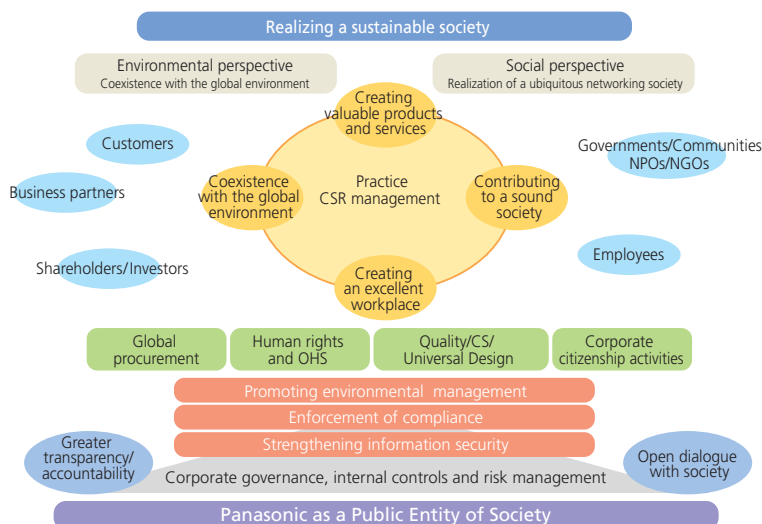 Realizing a sustainable society
Environmental perspective
Coexistence with the global environment
Social perspective
Realization of a ubiquitous networking society
Creating
valuable products
and services
Customers
Governments/Communities
NPOs/NGOs
Business partners
Coexistence
with the global
environment
Practice
CSR management
Contributing
to a sound
society
Shareholders/Investors
Employees
Creating
an excellent
workplace
Global
procurement
Human rights
and OHS
Quality/CS/
Universal Design
Corporate
citizenship activities
Promoting environmental management
Enforcement of compliance
Strengthening information security
Greater
transparency/
accountability
Open dialogue
with society
Corporate governance, internal controls and risk management
Panasonic as a Public Entity of Society